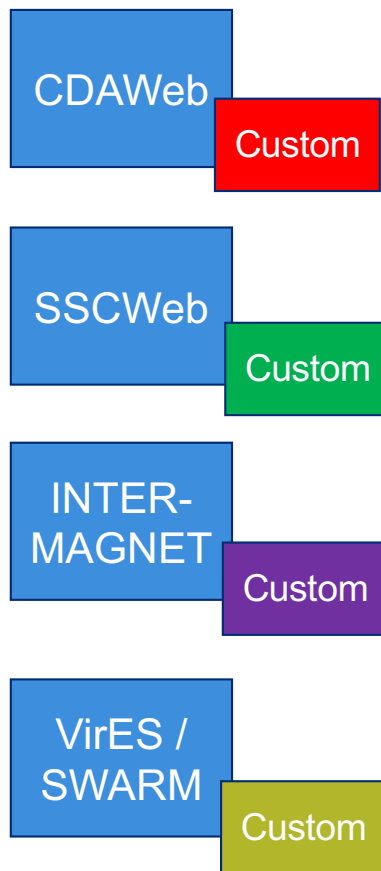 CDAWeb
Custom
SSCWeb
Custom
INTER-
MAGNET
Custom
VirES /
SWARM
Custom